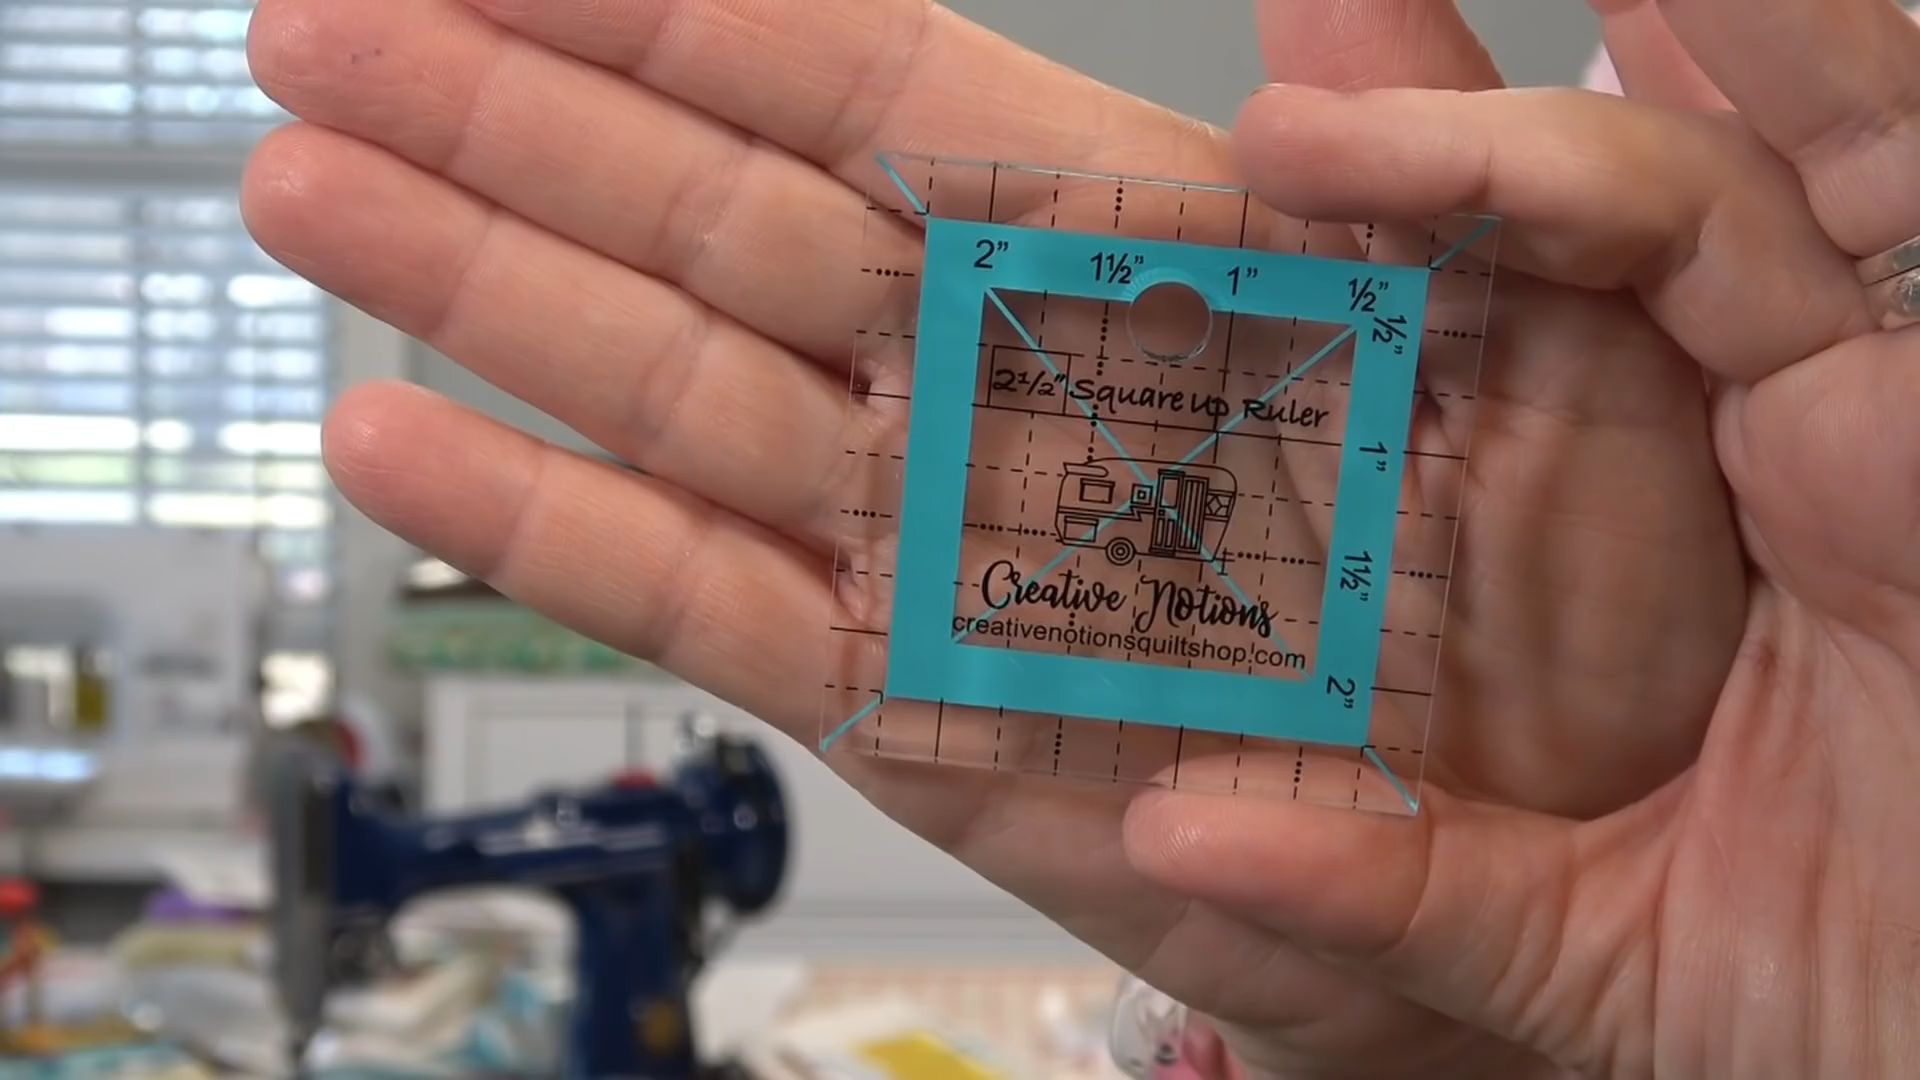 2” 1½” 1” ½”
½”
2½” Square up Ruler
1”
1½”
Creative Notions
creativenotionsquiltshop.com
2”